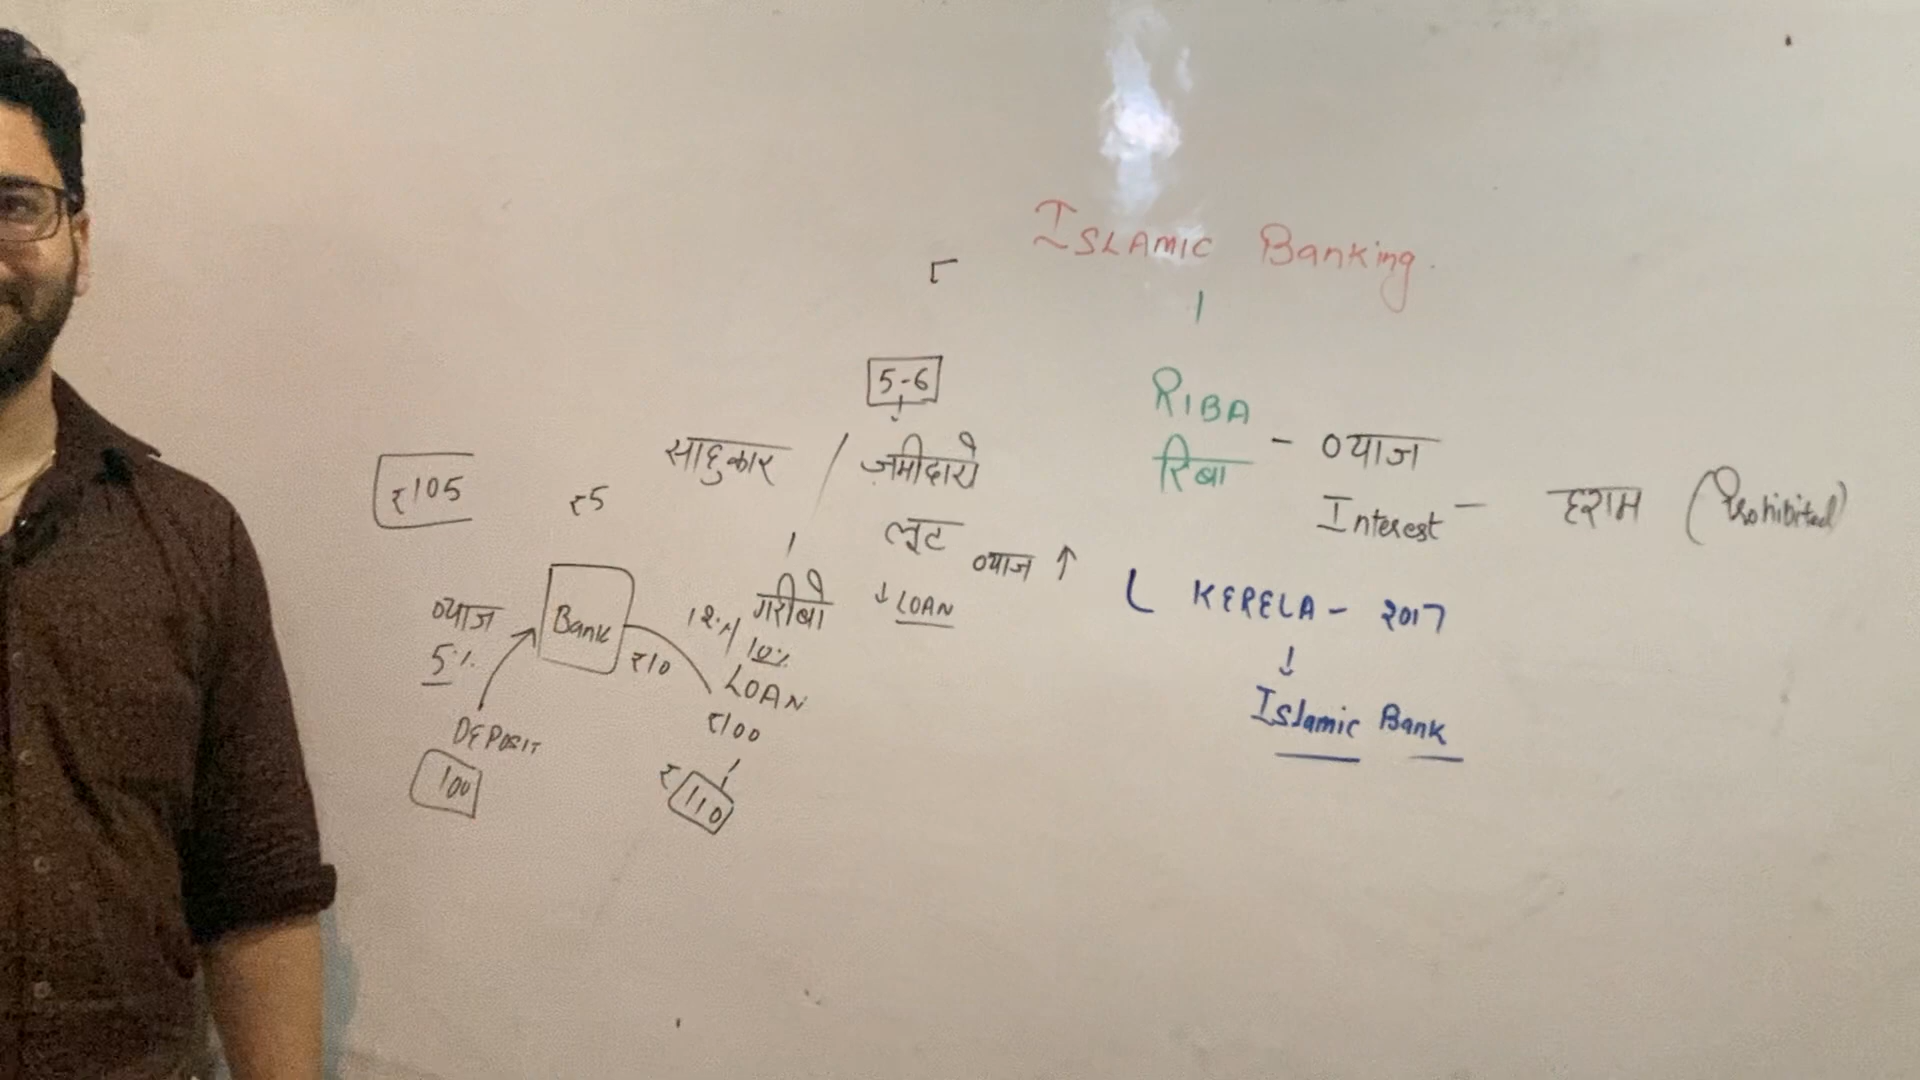 ISLAMIC Banking.
5-6
RIBA
रिबा - ब्याज
Interest - हराम (Prohibited)
साहुकार / ज़मीदारो
लूट
ब्याज ↑
↓ LOAN
गरीबो
₹105
₹5
ब्याज
5%
Bank
₹10
12%/
10%
LOAN
₹100
₹110
DEPOSIT
100
KERELA - 2017
↓
Islamic Bank